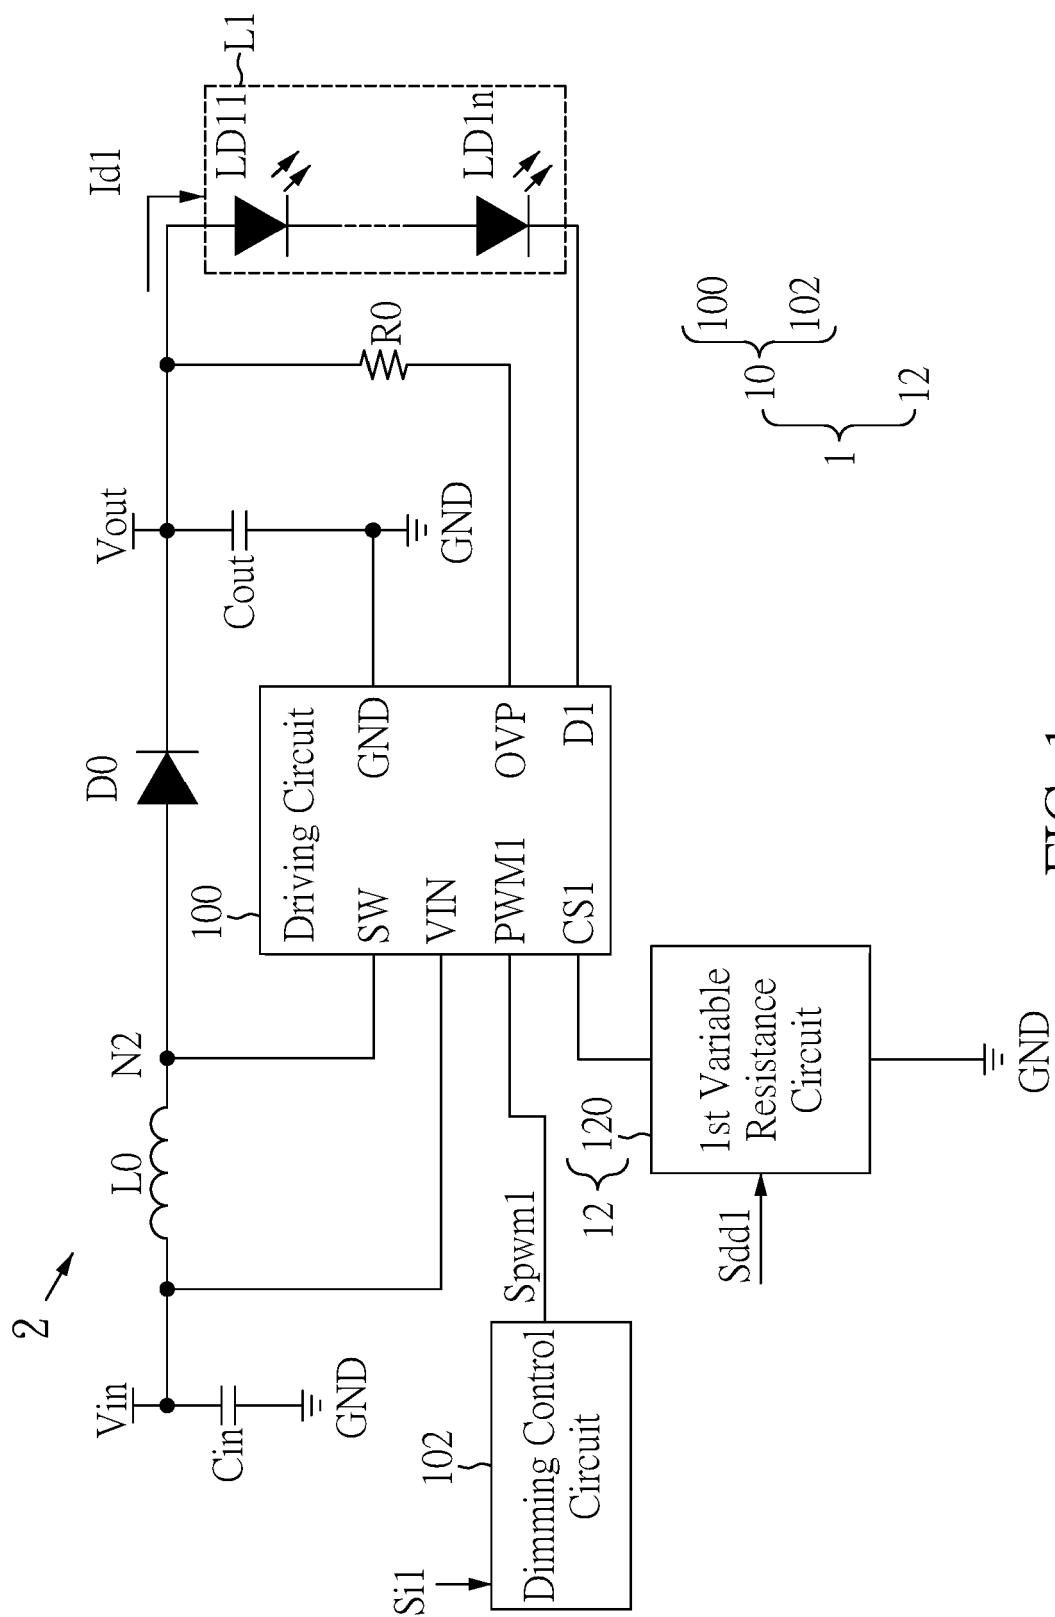 2
Vin
Cin
GND
L0
N2
D0
Vout
Cout
GND
R0
Id1
L1
LD11
LD1n
100
Driving Circuit
SW
VIN
PWM1
CS1
GND
OVP
D1
Si1
102
Dimming Control
Circuit
Spwm1
12 { 120
Sdd1
1st Variable
Resistance
Circuit
GND
1 { 10 { 100
102
12
FIG. 1